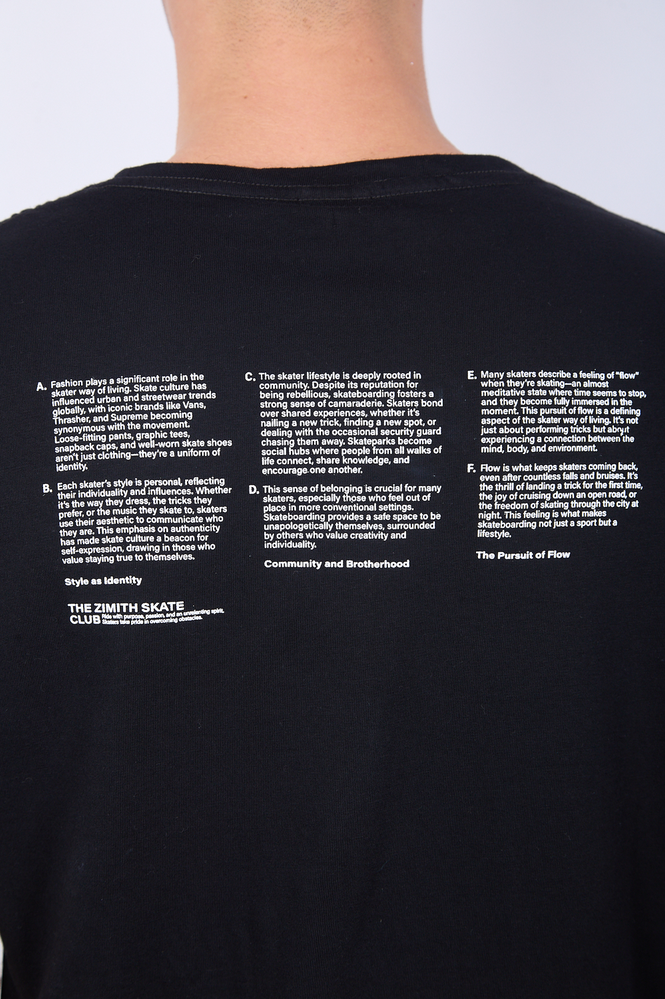 A. Fashion plays a significant role in the
skater way of living. Skate culture has
influenced urban and streetwear trends
globally, with iconic brands like Vans,
Thrasher, and Supreme becoming
synonymous with the movement.
Loose-fitting pants, graphic tees,
snapback caps, and well-worn skate shoes
aren't just clothing—they're a uniform of
identity.
B. Each skater's style is personal, reflecting
their individuality and influences. Whether
it's the way they dress, the tricks they
prefer, or the music they skate to, skaters
use their aesthetic to communicate who
they are. This emphasis on authenticity
has made skate culture a beacon for
self-expression, drawing in those who
value staying true to themselves.
Style as Identity
THE ZIMITH SKATE
CLUB Ride with purpose, passion, and an unrelenting spirit.
Skaters take pride in overcoming obstacles.
C. The skater lifestyle is deeply rooted in
community. Despite its reputation for
being rebellious, skateboarding fosters a
strong sense of camaraderie. Skaters bond
over shared experiences, whether it's
nailing a new trick, finding a new spot, or
dealing with the occasional security guard
chasing them away. Skateparks become
social hubs where people from all walks of
life connect, share knowledge, and
encourage one another.
D. This sense of belonging is crucial for many
skaters, especially those who feel out of
place in more conventional settings.
Skateboarding provides a safe space to be
unapologetically themselves, surrounded
by others who value creativity and
individuality.
Community and Brotherhood
E. Many skaters describe a feeling of "flow"
when they're skating—an almost
meditative state where time seems to stop,
and they become fully immersed in the
moment. This pursuit of flow is a defining
aspect of the skater way of living. It's not
just about performing tricks but about
experiencing a connection between the
mind, body, and environment.
F. Flow is what keeps skaters coming back,
even after countless falls and bruises. It's
the thrill of landing a trick for the first time,
the joy of cruising down an open road, or
the freedom of skating through the city at
night. This feeling is what makes
skateboarding not just a sport but a
lifestyle.
The Pursuit of Flow